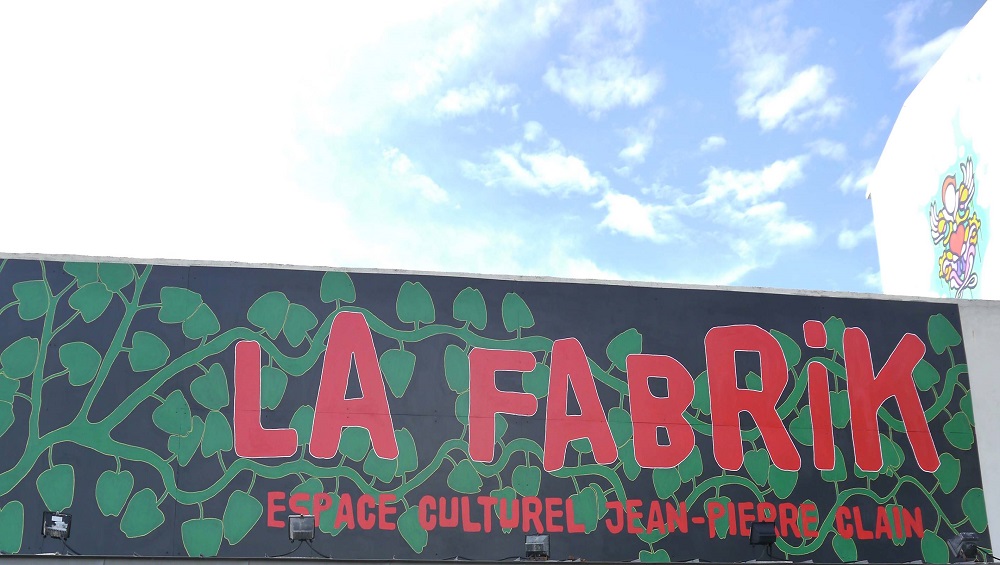 LA FABRiK
ESPACE CULTUREL JEAN-PIERRE CLAIN